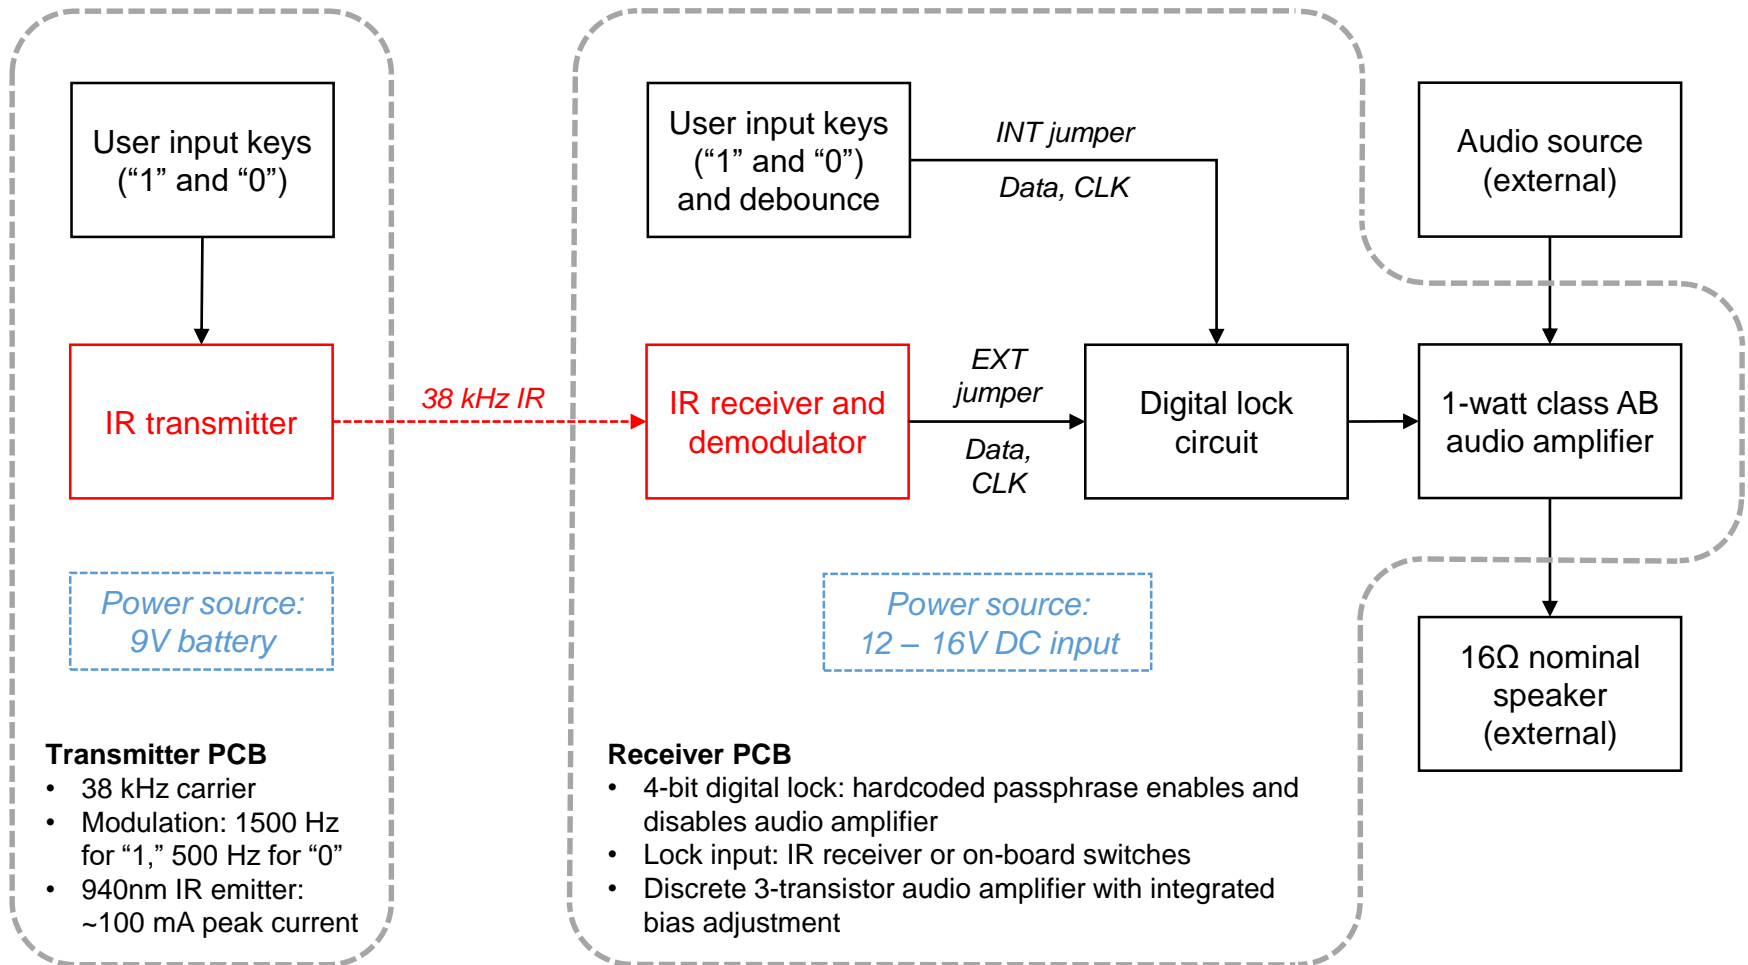 User input keys
(“1” and “0”)
IR transmitter
Power source:
9V battery
Transmitter PCB
• 38 kHz carrier
• Modulation: 1500 Hz
for “1,” 500 Hz for “0”
• 940nm IR emitter:
~100 mA peak current
38 kHz IR
User input keys
(“1” and “0”)
and debounce
INT jumper
Data, CLK
IR receiver and
demodulator
EXT
jumper
Data,
CLK
Digital lock
circuit
Power source:
12 – 16V DC input
Receiver PCB
• 4-bit digital lock: hardcoded passphrase enables and
disables audio amplifier
• Lock input: IR receiver or on-board switches
• Discrete 3-transistor audio amplifier with integrated
bias adjustment
Audio source
(external)
1-watt class AB
audio amplifier
16Ω nominal
speaker
(external)